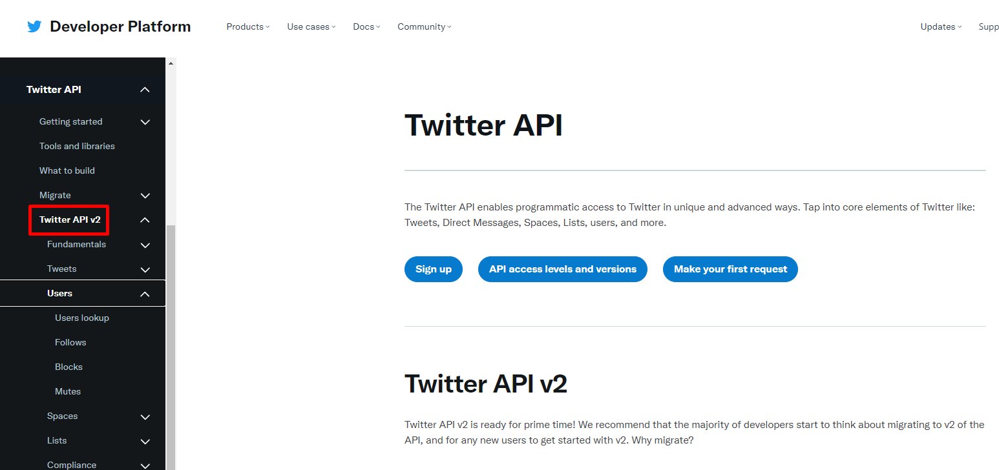 Developer Platform
Products
Use cases
Docs
Community
Updates
Supp
Twitter API
Getting started
Tools and libraries
What to build
Migrate
Twitter API v2
Fundamentals
Tweets
Users
Users lookup
Follows
Blocks
Mutes
Spaces
Lists
Compliance
Twitter API
The Twitter API enables programmatic access to Twitter in unique and advanced ways. Tap into core elements of Twitter like:
Tweets, Direct Messages, Spaces, Lists, users, and more.
Sign up
API access levels and versions
Make your first request
Twitter API v2
Twitter API v2 is ready for prime time! We recommend that the majority of developers start to think about migrating to v2 of the
API, and for any new users to get started with v2. Why migrate?